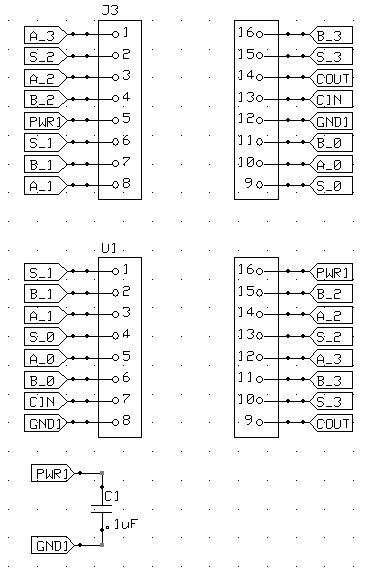 J3
A_3 1 16 B_3
S_2 2 15 S_3
A_2 3 14 COUT
B_2 4 13 CIN
PWR1 5 12 GND1
S_1 6 11 B_0
B_1 7 10 A_0
A_1 8 9 S_0
U1
S_1 1 16 PWR1
B_1 2 15 B_2
A_1 3 14 A_2
S_0 4 13 S_2
A_0 5 12 A_3
B_0 6 11 B_3
CIN 7 10 S_3
GND1 8 9 COUT
PWR1
C1
.1uF
GND1